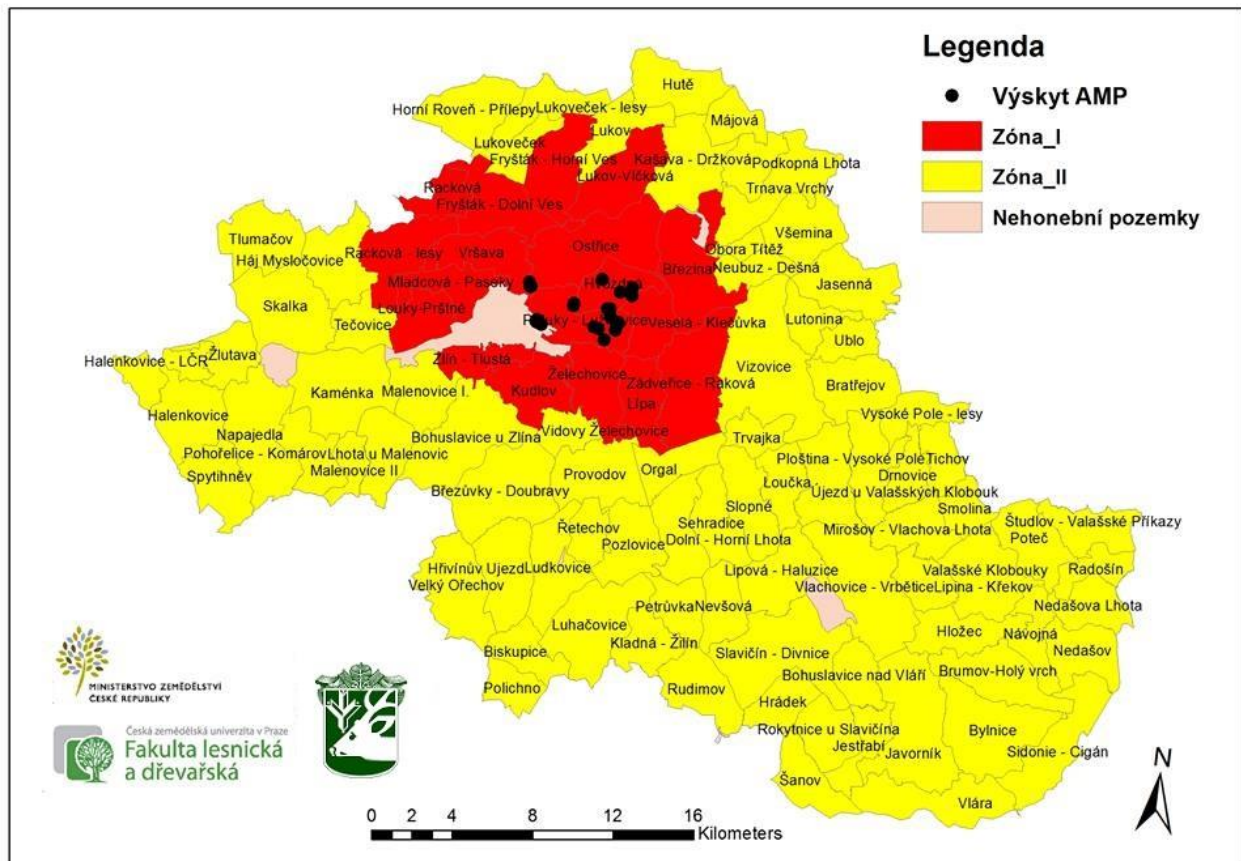 Legenda
Výskyt AMP
Zóna_I
Zóna_II
Nehonební pozemky
Hutě
Horní Roveň - Přílepy
Lukoveček - lesy
Májová
Lukov
Lukoveček
Fryšták - Horní Ves
Kašava - Držková
Podkopná Lhota
Lukov-Vlčková
Racková
Trnava Vrchy
Fryšták - Dolní Ves
Všemina
Tlumačov
Ostřice
Obora Títěž
Racková - lesy
Vršava
Háj Mysločovice
Březina
Neubuz - Dešná
Mladcová - Paseky
Hvozdná
Jasenná
Skalka
Louky-Prštné
Lutonina
Tečovice
Veselá - Klečůvka
Ublo
Žlutava
Halenkovice - LČR
Zlín - Tlustá
Vizovice
Želechovice
Zádveřice - Raková
Bratřejov
Kaménka
Malenovice I.
Kudlov
Lípa
Halenkovice
Vysoké Pole - lesy
Napajedla
Bohuslavice u Zlína
Vidovy Želechovice
Trvajka
Pohořelice - Komárov
Lhota u Malenovic
Ploština - Vysoké Pole
Tichov
Spytihněv
Malenovice II
Provodov
Orgal
Loučka
Drnovice
Újezd u Valašských Klobouk
Březůvky - Doubravy
Slopné
Smolina
Řetechov
Sehradice
Mirošov - Vlachova Lhota
Študlov - Valašské Příkazy
Pozlovice
Dolní - Horní Lhota
Poteč
Hřivínův Ujezd
Ludkovice
Lipová - Haluzice
Valašské Klobouky
Radošín
Velký Ořechov
Vlachovice - Vrbětice
Lipina - Křekov
Petrůvka
Nevšová
Nedašova Lhota
Luhačovice
Hložec
Návojná
Kladná - Žilín
Biskupice
Slavičín - Divnice
Nedašov
Bohuslavice nad Vláří
Brumov-Holý vrch
Polichno
Rudimov
Hrádek
Rokytnice u Slavičína
Bylnice
Jestřabí
Javorník
Sidonie - Cigán
Šanov
Vlára
MINISTERSTVO ZEMĚDĚLSTVÍ
ČESKÉ REPUBLIKY
Česká zemědělská univerzita v Praze
Fakulta lesnická
a dřevařská
0 2 4 8 12 16
Kilometers
N